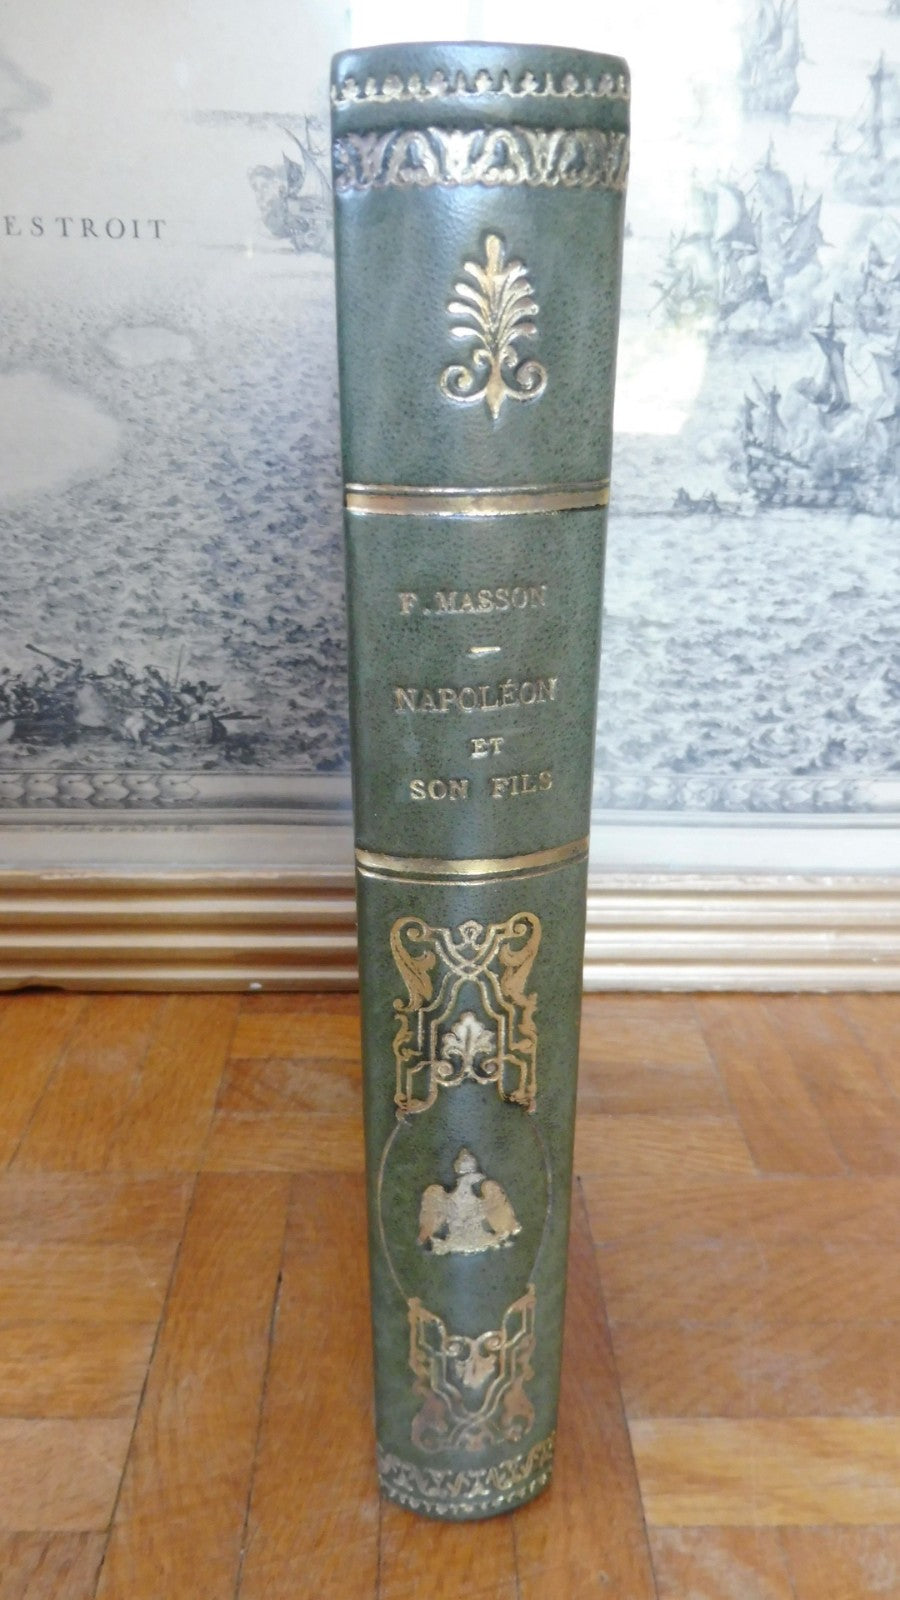 ESTROIT
F. MASSON
NAPOLÉON
ET
SON FILS